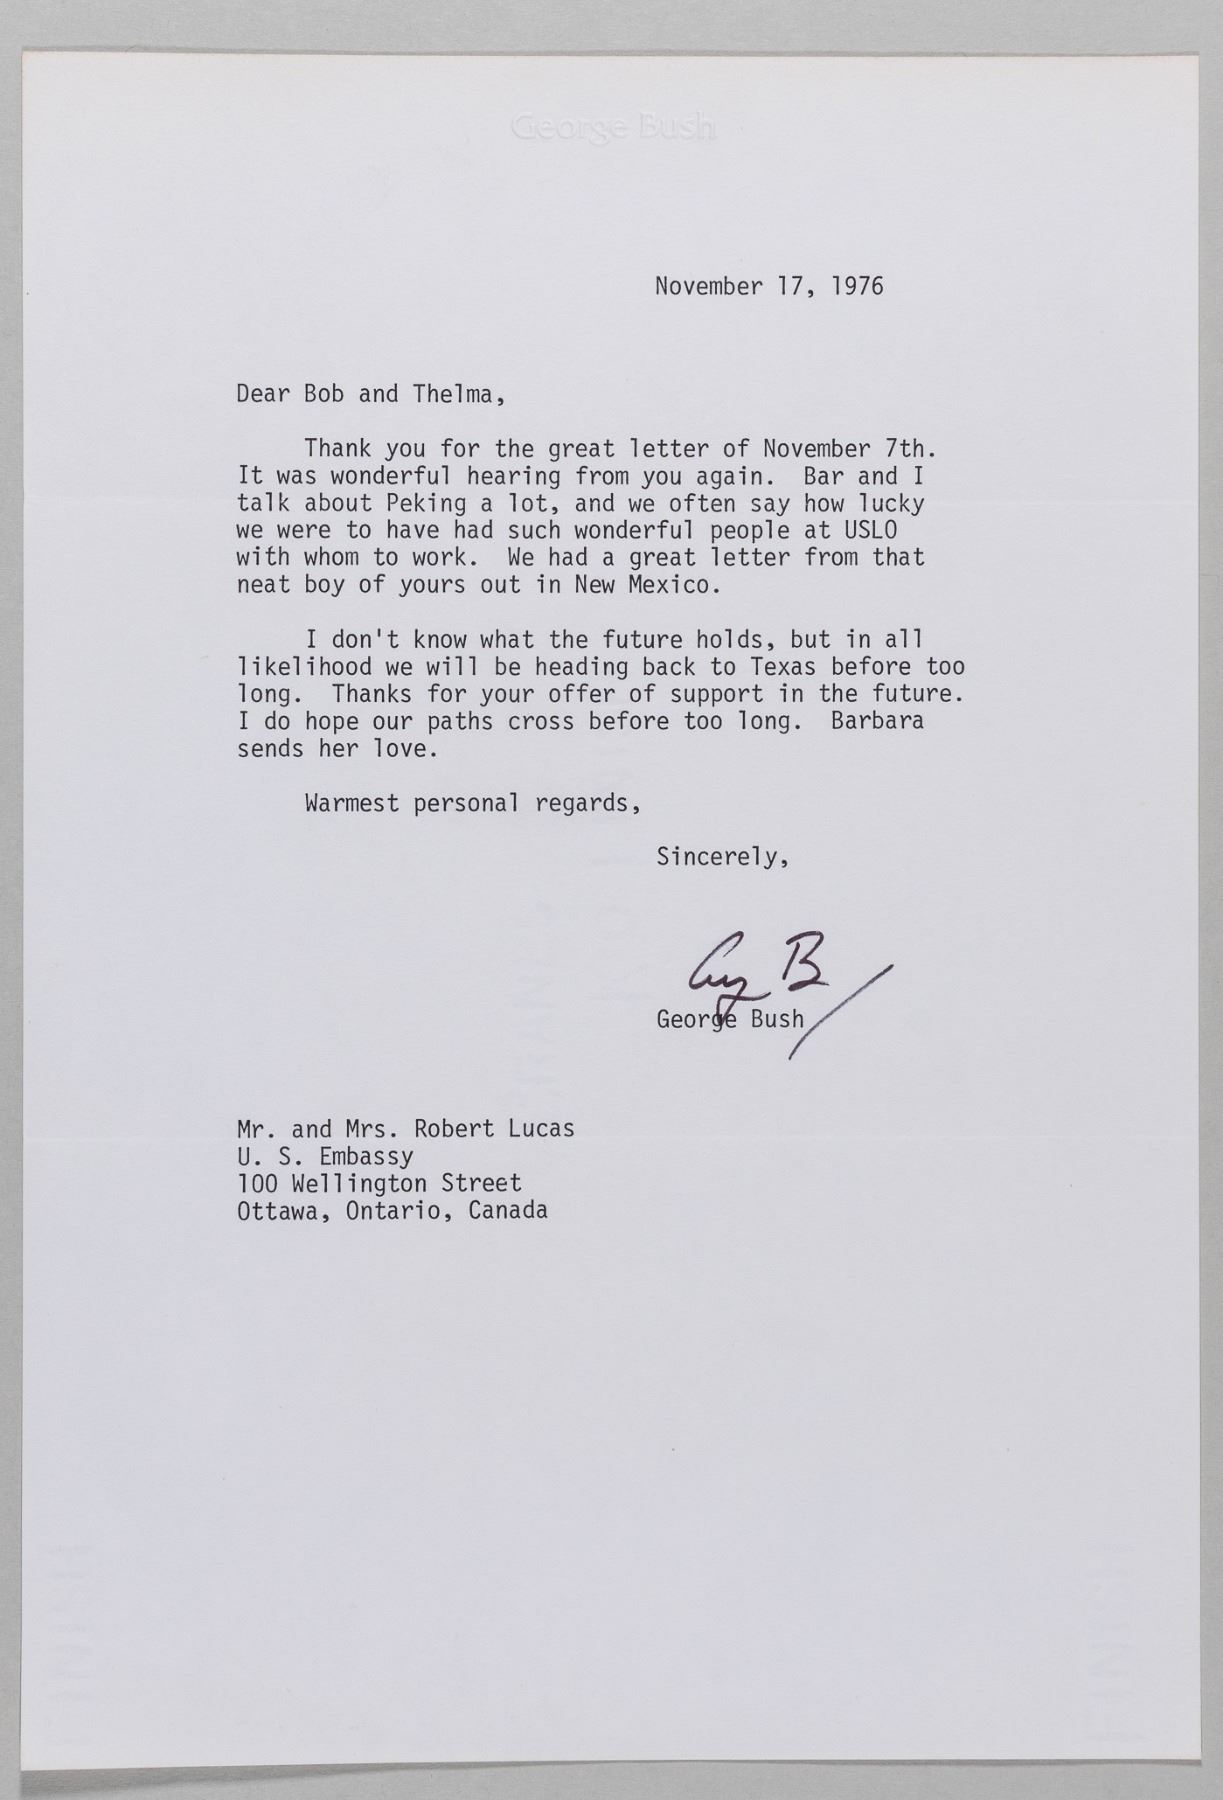 George Bush
November 17, 1976
Dear Bob and Thelma,
Thank you for the great letter of November 7th.
It was wonderful hearing from you again. Bar and I
talk about Peking a lot, and we often say how lucky
we were to have had such wonderful people at USLO
with whom to work. We had a great letter from that
neat boy of yours out in New Mexico.
I don't know what the future holds, but in all
likelihood we will be heading back to Texas before too
long. Thanks for your offer of support in the future.
I do hope our paths cross before too long. Barbara
sends her love.
Warmest personal regards,
Sincerely,
George Bush
Mr. and Mrs. Robert Lucas
U. S. Embassy
100 Wellington Street
Ottawa, Ontario, Canada